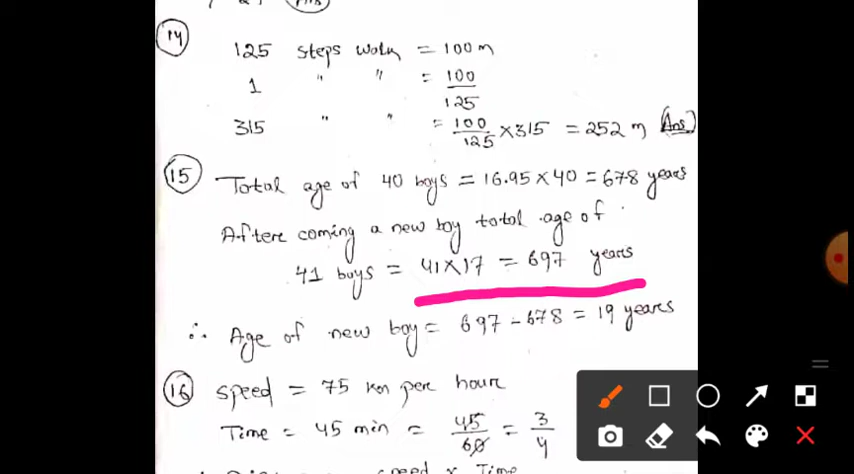 Ans
14
125 steps walk = 100 m
1 " " = 100/125
315 " " = 100/125 × 315 = 252 m Ans
15 Total age of 40 boys = 16.95 × 40 = 678 years
After coming a new boy total age of
41 boys = 41 × 17 = 697 years
∴ Age of new boy = 697 - 678 = 19 years
16 speed = 75 km per hour
Time = 45 min = 45/60 = 3/4
speed × Time